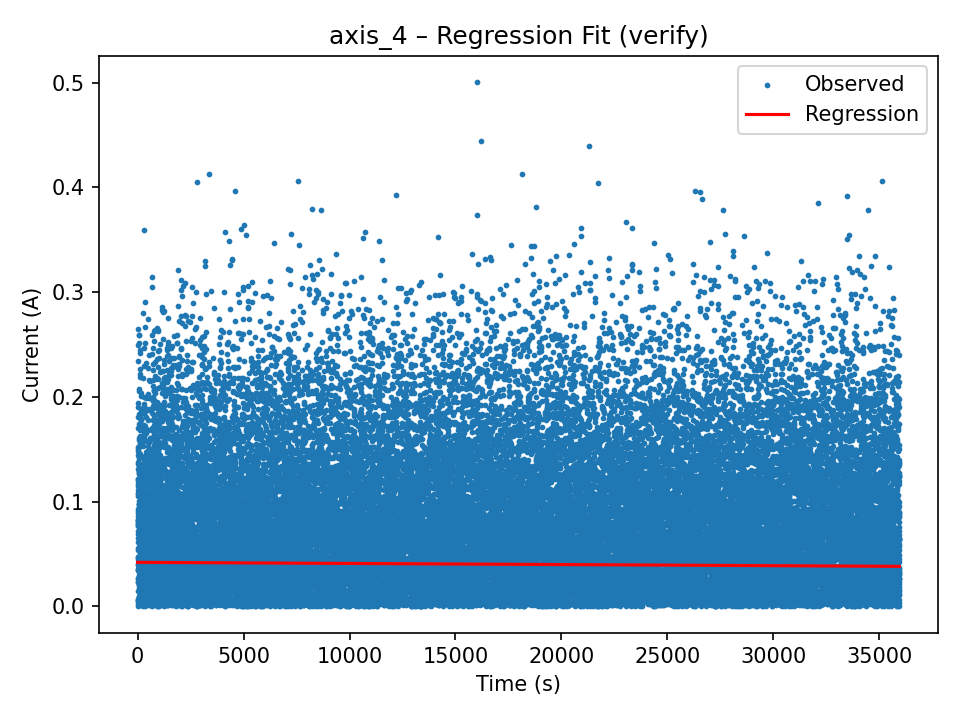 axis_4 – Regression Fit (verify)
Observed
Regression
Current (A)
0.5
0.4
0.3
0.2
0.1
0.0
0 5000 10000 15000 20000 25000 30000 35000
Time (s)